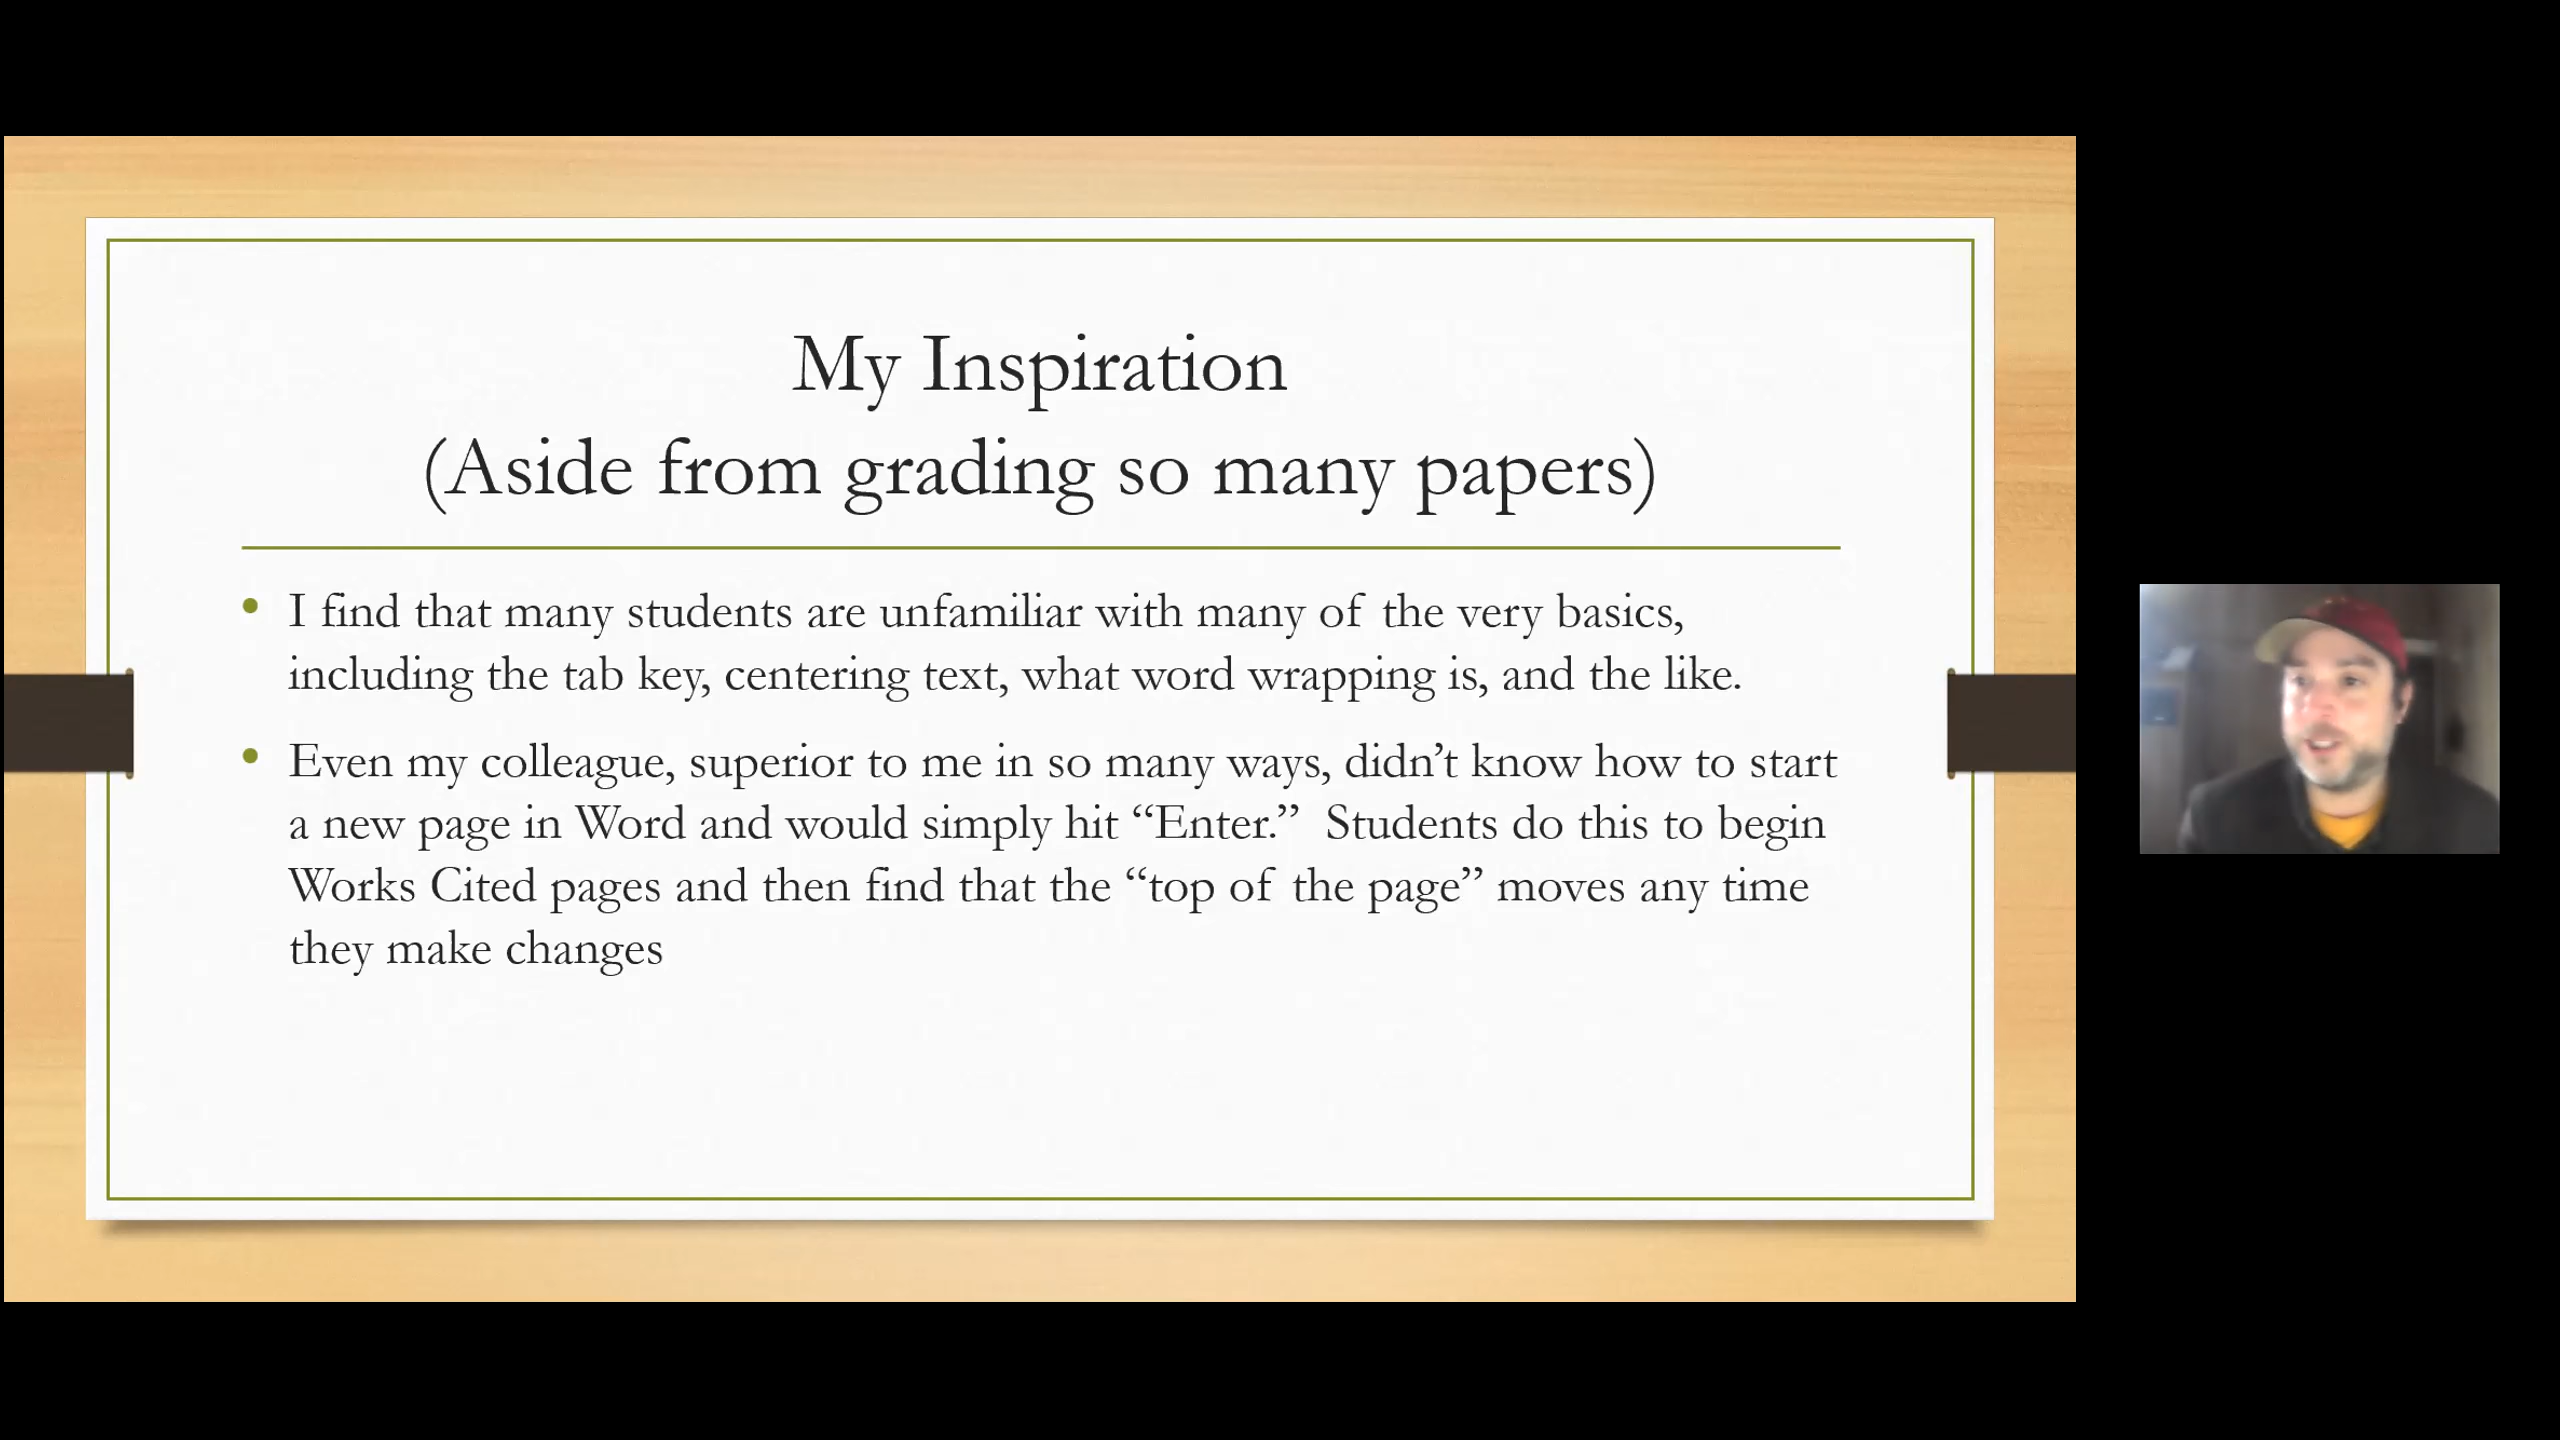 My Inspiration
(Aside from grading so many papers)
• I find that many students are unfamiliar with many of the very basics,
including the tab key, centering text, what word wrapping is, and the like.
• Even my colleague, superior to me in so many ways, didn’t know how to start
a new page in Word and would simply hit “Enter.”  Students do this to begin
Works Cited pages and then find that the “top of the page” moves any time
they make changes